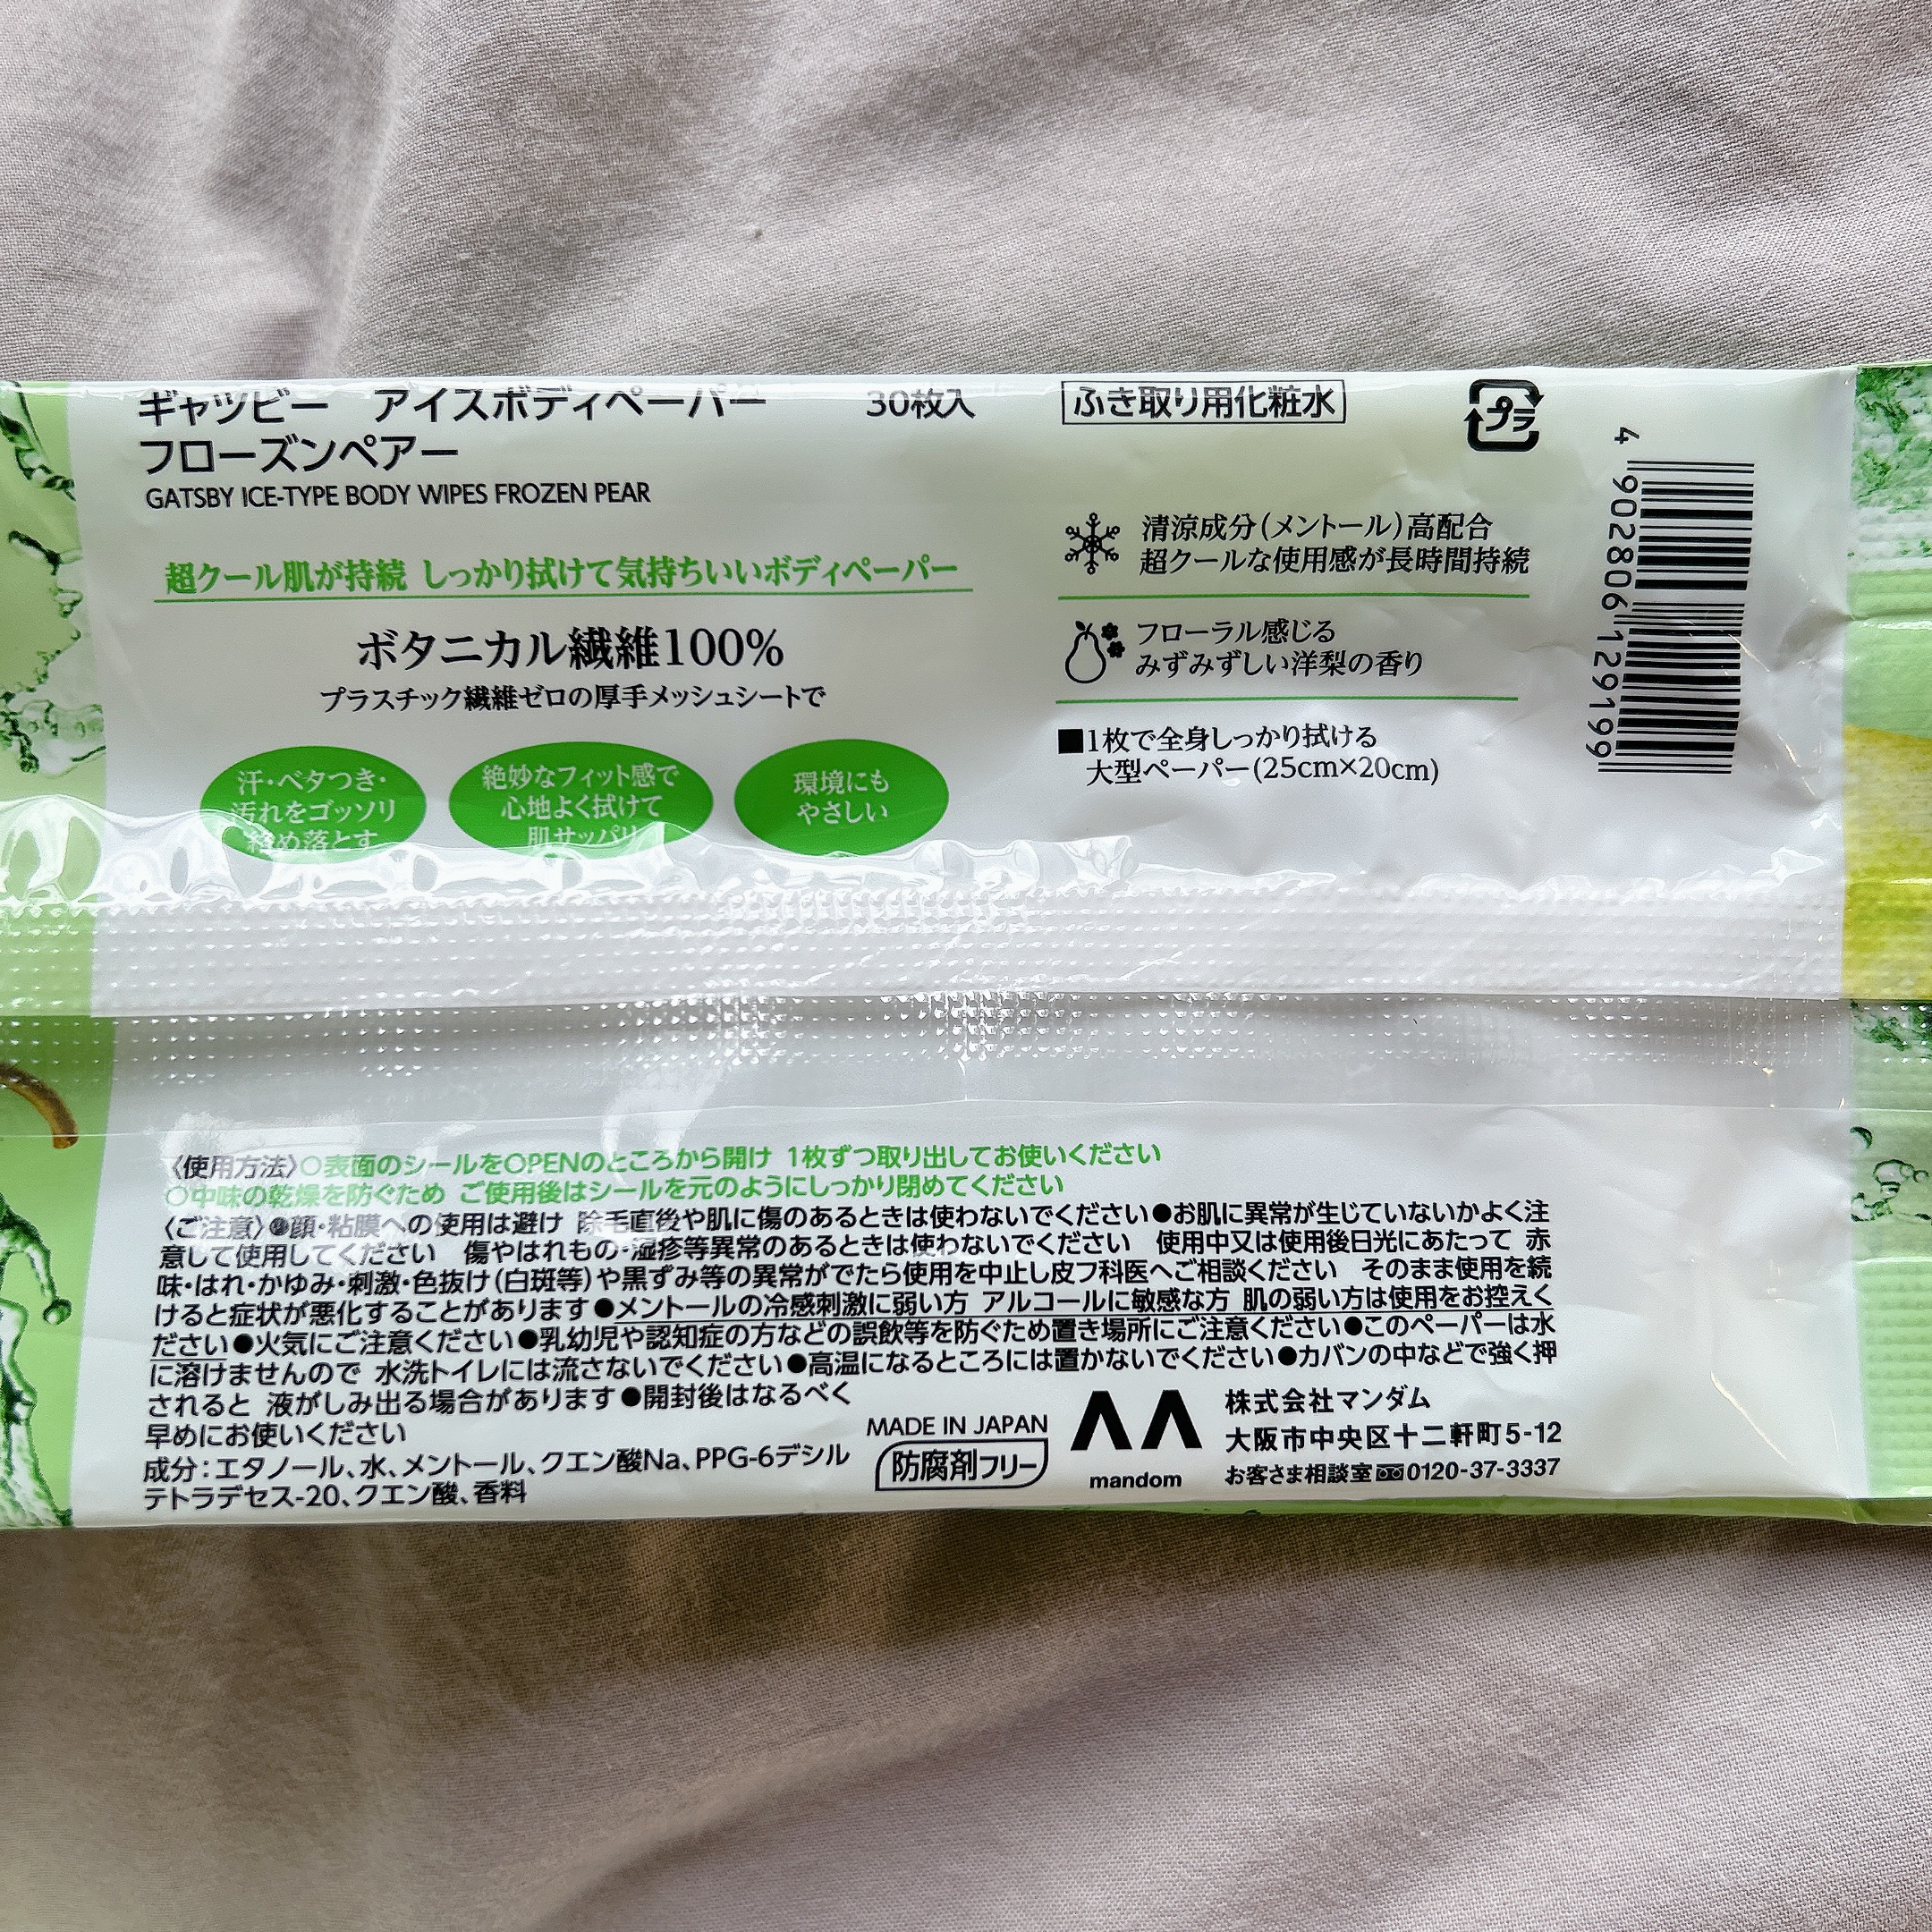 ギャツビー　アイスボディペーパー　30枚入
フローズンペアー
GATSBY ICE-TYPE BODY WIPES FROZEN PEAR
超クール肌が持続 しっかり拭けて気持ちいいボディペーパー
ボタニカル繊維100%
プラスチック繊維ゼロの厚手メッシュシートで
汗・ベタつき・
汚れをゴッソリ
絡め落とす
絶妙なフィット感で
心地よく拭けて
肌サッパリ
環境にも
やさしい
ふき取り用化粧水
プラ
清涼成分(メントール)高配合
超クールな使用感が長時間持続
フローラル感じる
みずみずしい洋梨の香り
■1枚で全身しっかり拭ける
大型ペーパー(25cm×20cm)
4 902806 129199
〈使用方法〉○表面のシールをOPENのところから開け 1枚ずつ取り出してお使いください
○中味の乾燥を防ぐため ご使用後はシールを元のようにしっかり閉めてください
〈ご注意〉●顔・粘膜への使用は避け 除毛直後や肌に傷のあるときは使わないでください●お肌に異常が生じていないかよく注
意して使用してください　傷やはれもの・湿疹等異常のあるときは使わないでください　使用中又は使用後日光にあたって 赤
味・はれ・かゆみ・刺激・色抜け(白斑等)や黒ずみ等の異常がでたら使用を中止し皮フ科医へご相談ください　そのまま使用を続
けると症状が悪化することがあります●メントールの冷感刺激に弱い方 アルコールに敏感な方 肌の弱い方は使用をお控えく
ださい●火気にご注意ください●乳幼児や認知症の方などの誤飲等を防ぐため置き場所にご注意ください●このペーパーは水
に溶けませんので 水洗トイレには流さないでください●高温になるところには置かないでください●カバンの中などで強く押
されると 液がしみ出る場合があります●開封後はなるべく
早めにお使いください
成分：エタノール、水、メントール、クエン酸Na、PPG-6デシル
テトラデセス-20、クエン酸、香料
MADE IN JAPAN
防腐剤フリー
mandom
株式会社マンダム
大阪市中央区十二軒町5-12
お客さま相談室 0120-37-3337